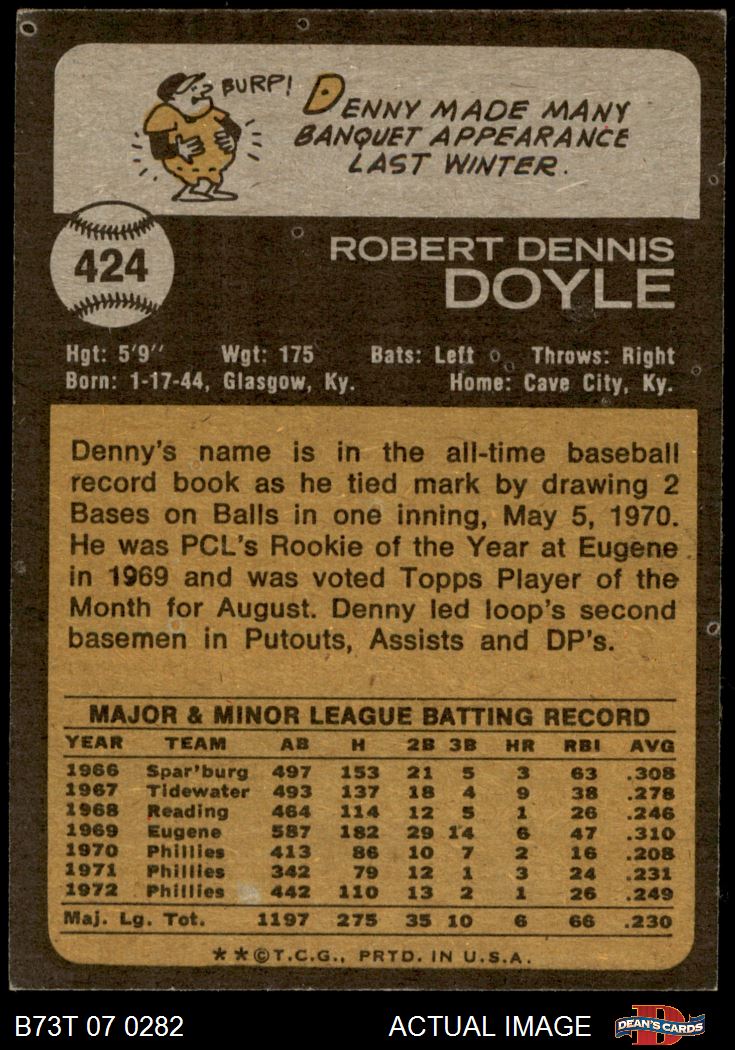 BURP!
DENNY MADE MANY
BANQUET APPEARANCE
LAST WINTER.
424
ROBERT DENNIS
DOYLE
Hgt: 5'9'' Wgt: 175 Bats: Left Throws: Right
Born: 1-17-44, Glasgow, Ky. Home: Cave City, Ky.
Denny's name is in the all-time baseball
record book as he tied mark by drawing 2
Bases on Balls in one inning, May 5, 1970.
He was PCL's Rookie of the Year at Eugene
in 1969 and was voted Topps Player of the
Month for August. Denny led loop's second
basemen in Putouts, Assists and DP's.
MAJOR & MINOR LEAGUE BATTING RECORD
YEAR TEAM AB H 2B 3B HR RBI AVG
1966 Spar'burg 497 153 21 5 3 63 .308
1967 Tidewater 493 137 18 4 9 38 .278
1968 Reading 464 114 12 5 1 26 .246
1969 Eugene 587 182 29 14 6 47 .310
1970 Phillies 413 86 10 7 2 16 .208
1971 Phillies 342 79 12 1 3 24 .231
1972 Phillies 442 110 13 2 1 26 .249
Maj. Lg. Tot. 1197 275 35 10 6 66 .230
**©T.C.G., PRTD. IN U.S.A.
B73T 07 0282 ACTUAL IMAGE DEAN'S CARDS